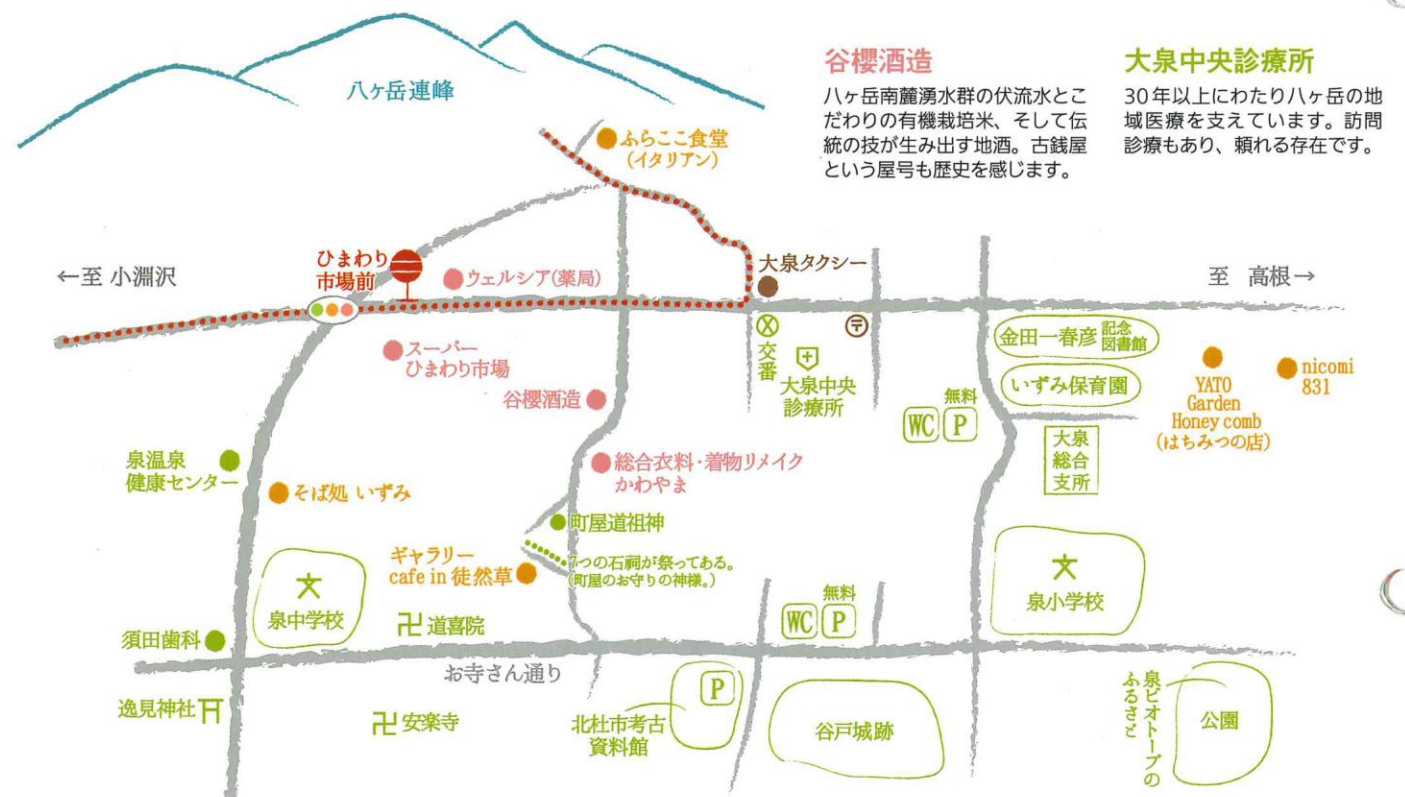 谷櫻酒造
八ヶ岳南麓湧水群の伏流水とこ
だわりの有機栽培米、そして伝
統の技が生み出す地酒。古銭屋
という屋号も歴史を感じます。
大泉中央診療所
30年以上にわたり八ヶ岳の地
域医療を支えています。訪問
診療もあり、頼れる存在です。
八ヶ岳連峰
ふらここ食堂
(イタリアン)
←至 小淵沢
ひまわり
市場前
ウェルシア(薬局)
大泉タクシー
至 高根→
スーパー
ひまわり市場
交番
〒
大泉中央
診療所
金田一春彦 記念
図書館
いずみ保育園
YATO
Garden
Honey comb
(はちみつの店)
nicomi
831
谷櫻酒造
無料
WC P
大泉
総合
支所
泉温泉
健康センター
そば処 いずみ
総合衣料・着物リメイク
かわやま
町屋道祖神
7つの石祠が祭ってある。
(町屋のお守りの神様。)
ギャラリー
cafe in 徒然草
文
泉中学校
卍 道喜院
無料
WC P
文
泉小学校
須田歯科
お寺さん通り
逸見神社
卍 安楽寺
P
北杜市考古
資料館
谷戸城跡
泉ビオトープの
ふるさと
公園